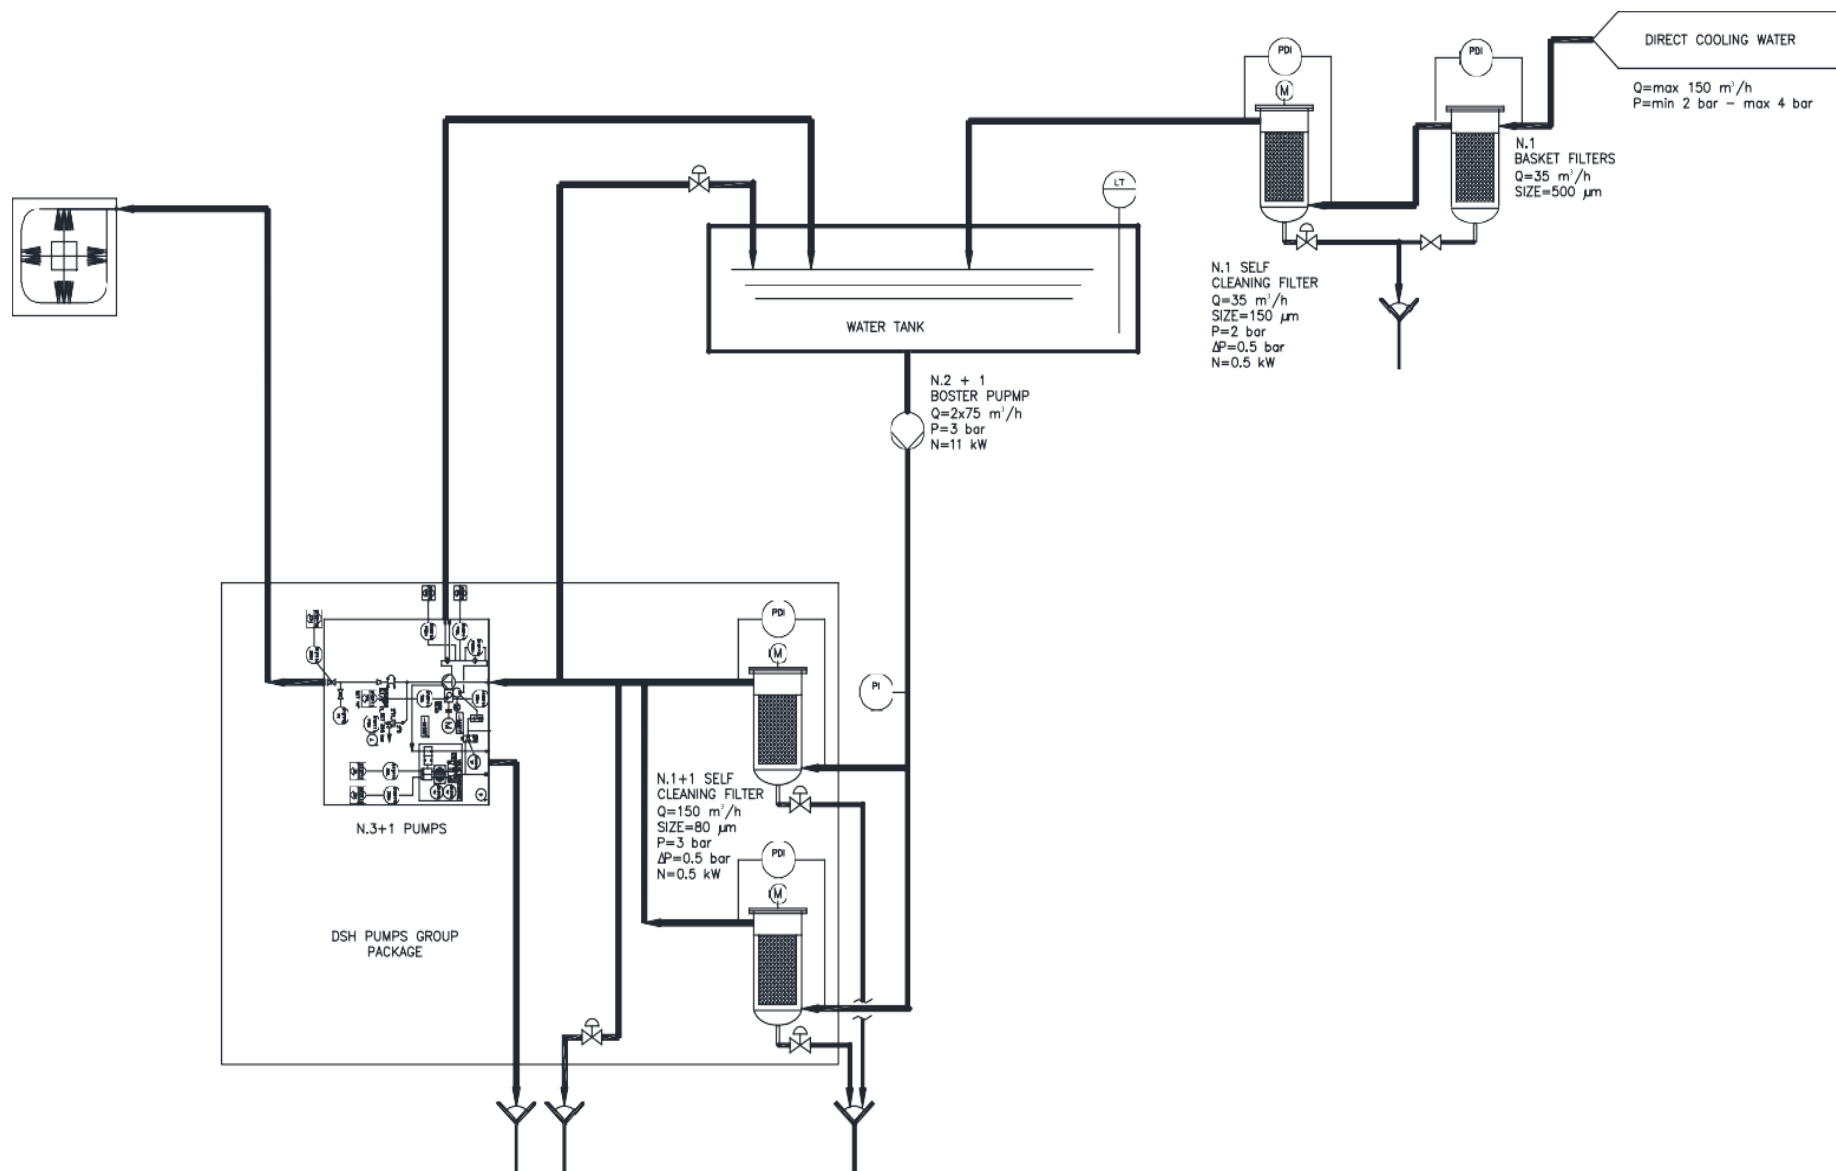 DIRECT COOLING WATER
Q=max 150 m³/h
P=min 2 bar – max 4 bar
PDI
PDI
M
N.1
BASKET FILTERS
Q=35 m³/h
SIZE=500 μm
LT
N.1 SELF
CLEANING FILTER
Q=35 m³/h
SIZE=150 μm
P=2 bar
ΔP=0.5 bar
N=0.5 kW
WATER TANK
N.2 + 1
BOSTER PUPMP
Q=2x75 m³/h
P=3 bar
N=11 kW
PDI
M
PI
N.1+1 SELF
CLEANING FILTER
Q=150 m³/h
SIZE=80 μm
P=3 bar
ΔP=0.5 bar
N=0.5 kW
N.3+1 PUMPS
PDI
M
DSH PUMPS GROUP
PACKAGE